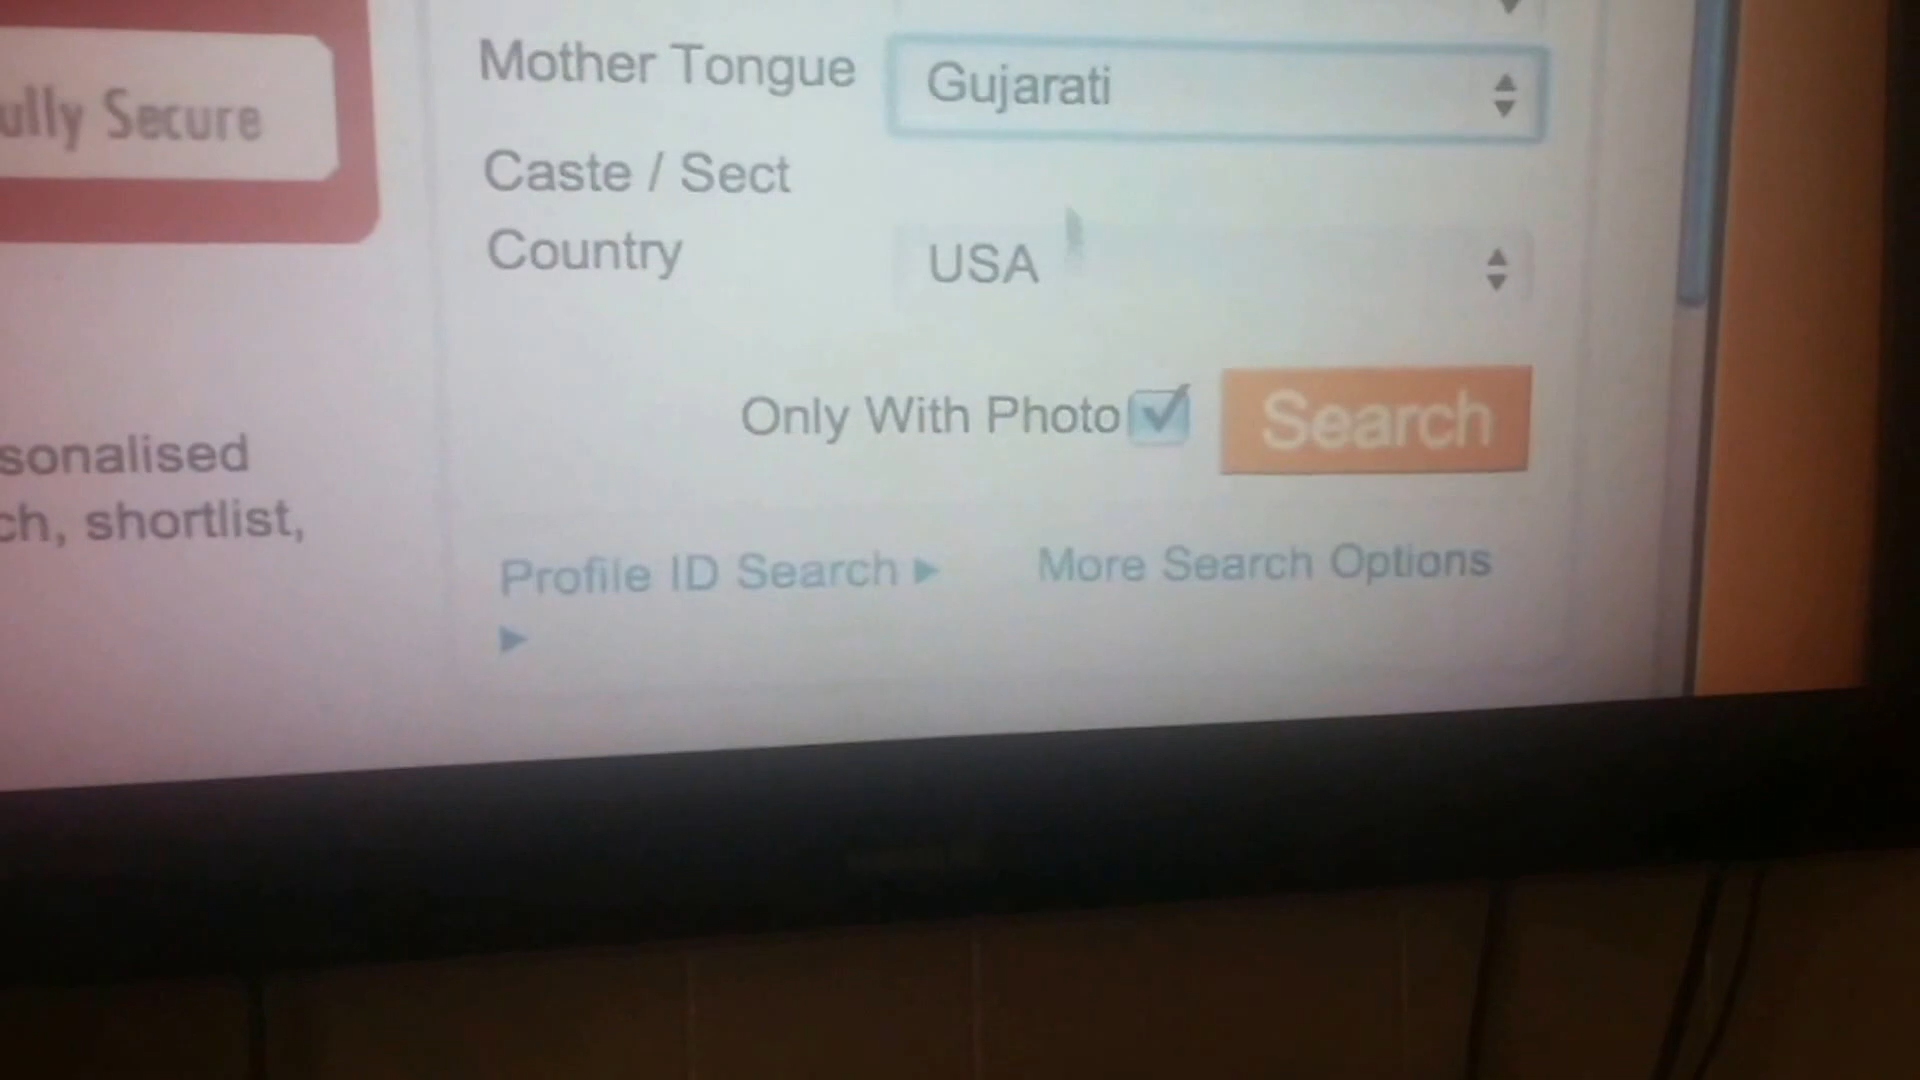 Mother Tongue Gujarati
ully Secure
Caste / Sect
Country USA
Only With Photo Search
sonalised
ch, shortlist,
Profile ID Search ▶ More Search Options
▶